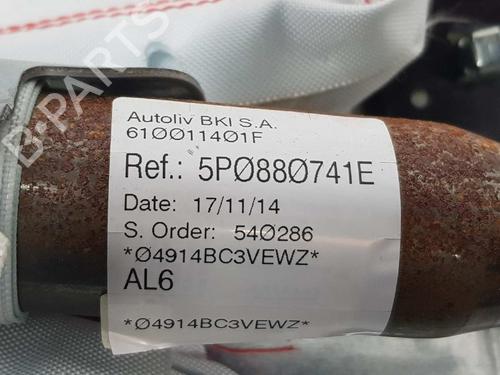 B-PARTS
Autoliv BKI S.A.
61ØØ114Ø1F
Ref.: 5PØ88Ø741E
Date: 17/11/14
S. Order: 54Ø286
*Ø4914BC3VEWZ*
AL6
*Ø4914BC3VEWZ*